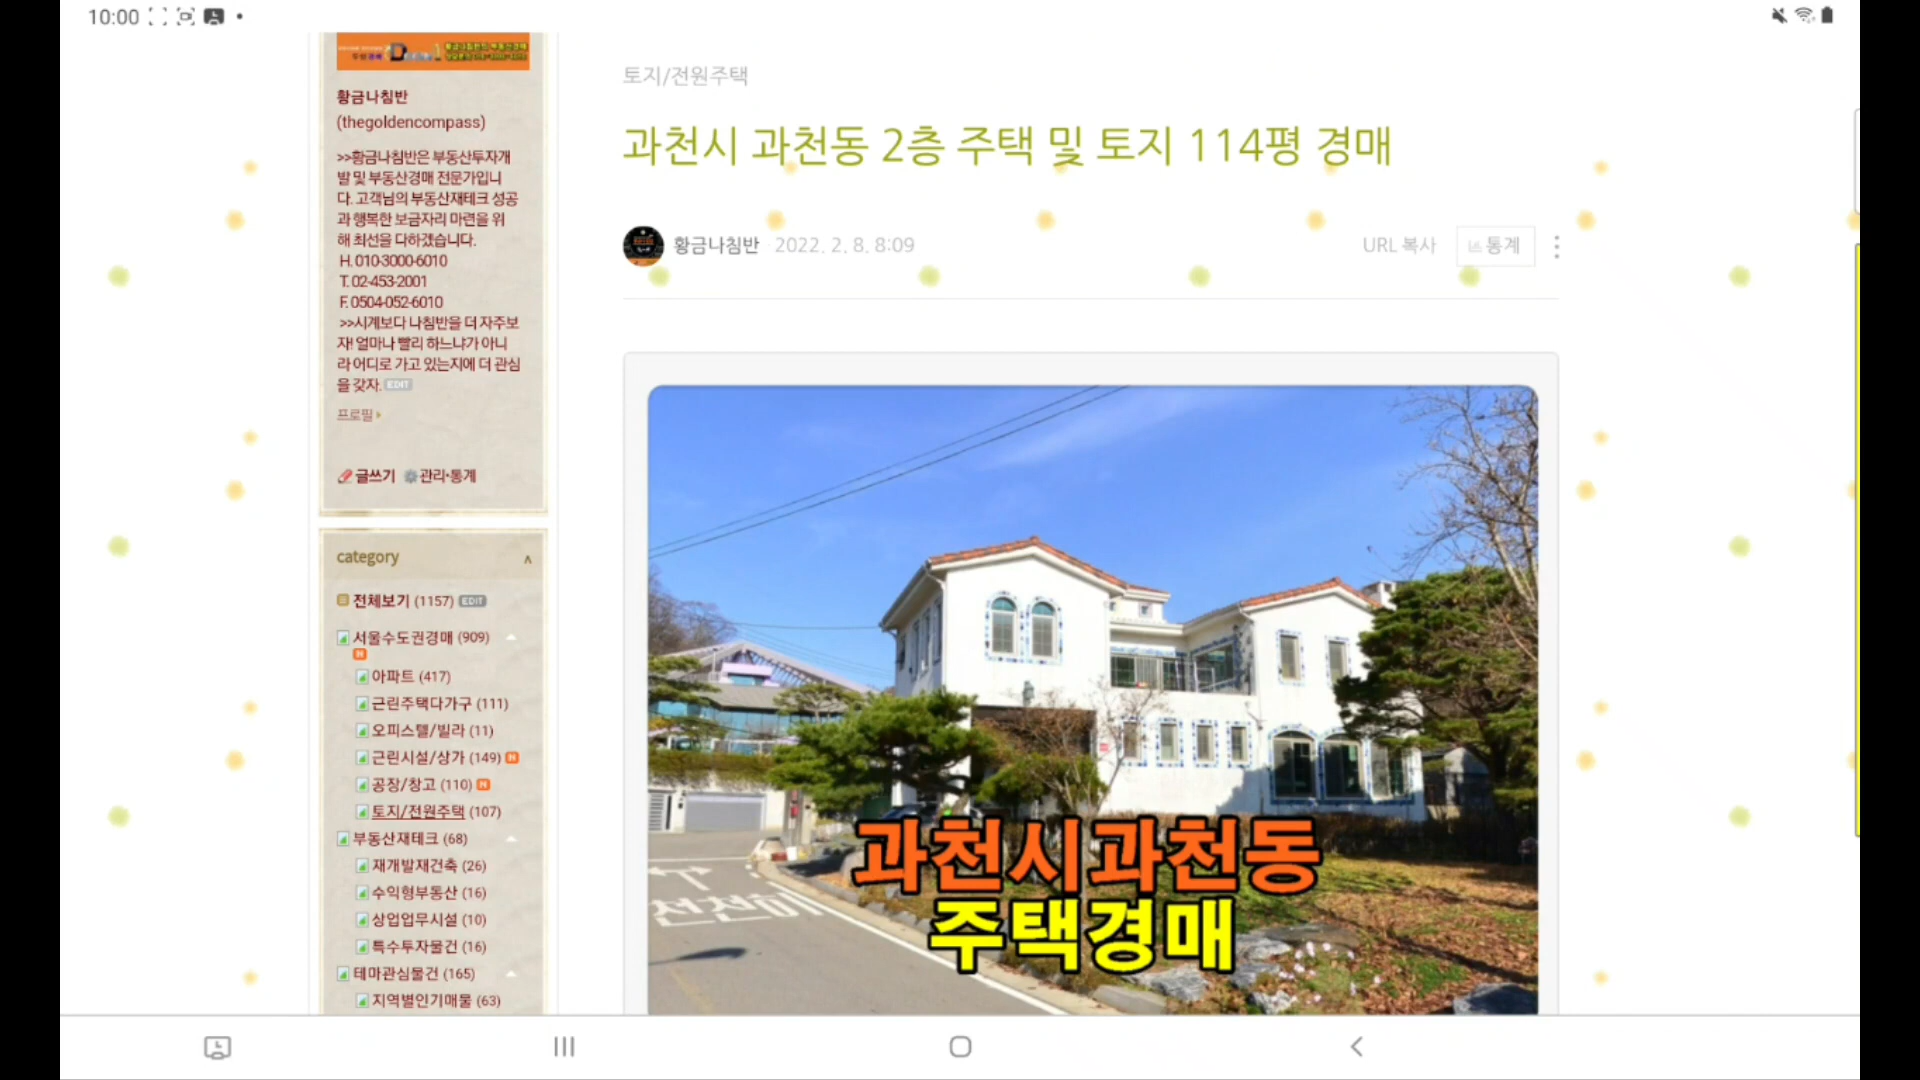 10:00
황금나침반
(thegoldencompass)
>>황금나침반은 부동산투자개
발 및 부동산경매 전문가입니
다. 고객님의 부동산재테크 성공
과 행복한 보금자리 마련을 위
해 최선을 다하겠습니다.
H. 010-3000-6010
T. 02-453-2001
F. 0504-052-6010
>>시계보다 나침반을 더 자주보
자! 얼마나 빨리 하느냐가 아니
라 어디로 가고 있는지에 더 관심
을 갖자. EDIT
프로필
글쓰기 관리·통계
category
전체보기 (1157) EDIT
서울수도권경매 (909)
H
아파트 (417)
근린주택다가구 (111)
오피스텔/빌라 (11)
근린시설/상가 (149) H
공장/창고 (110) H
토지/전원주택 (107)
부동산재테크 (68)
재개발재건축 (26)
수익형부동산 (16)
상업업무시설 (10)
특수투자물건 (16)
테마관심물건 (165)
지역별인기매물 (63)
토지/전원주택
과천시 과천동 2층 주택 및 토지 114평 경매
황금나침반 · 2022. 2. 8. 8:09
URL 복사 통계
과천시과천동
주택경매